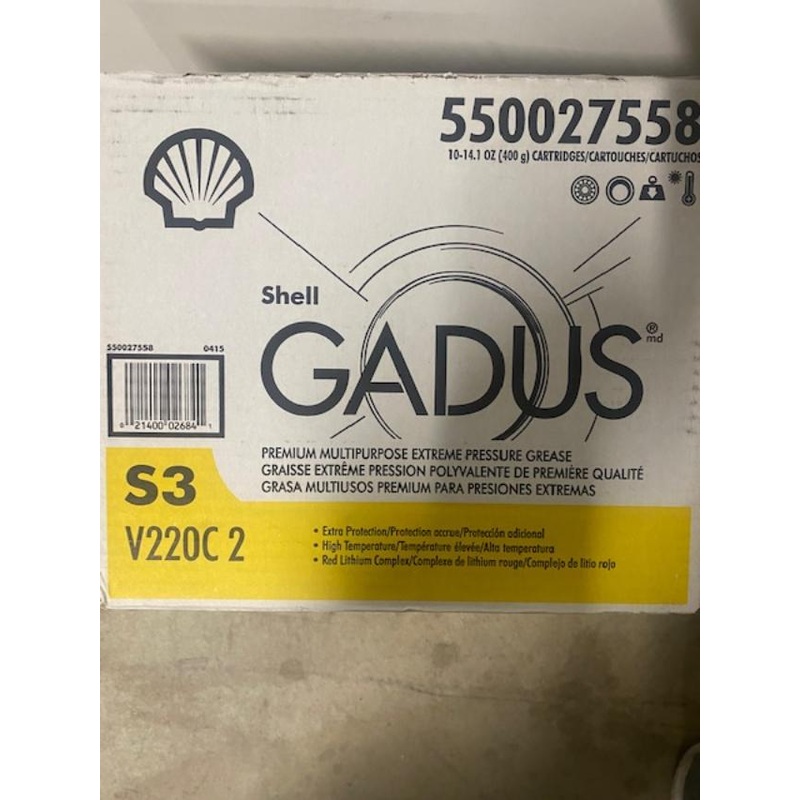 550027558
10-14.1 OZ (400 g) CARTRIDGES/CARTOUCHES/CARTUCHOS
Shell
GADUS®
md
550027558 0415
0 21400 02684 1
PREMIUM MULTIPURPOSE EXTREME PRESSURE GREASE
GRAISSE EXTRÊME PRESSION POLYVALENTE DE PREMIÈRE QUALITÉ
GRASA MULTIUSOS PREMIUM PARA PRESIONES EXTREMAS
S3
V220C 2
• Extra Protection/Protection accrue/Protección adicional
• High Temperature/Température élevée/Alta temperatura
• Red Lithium Complex/Complexe de lithium rouge/Complejo de litio rojo